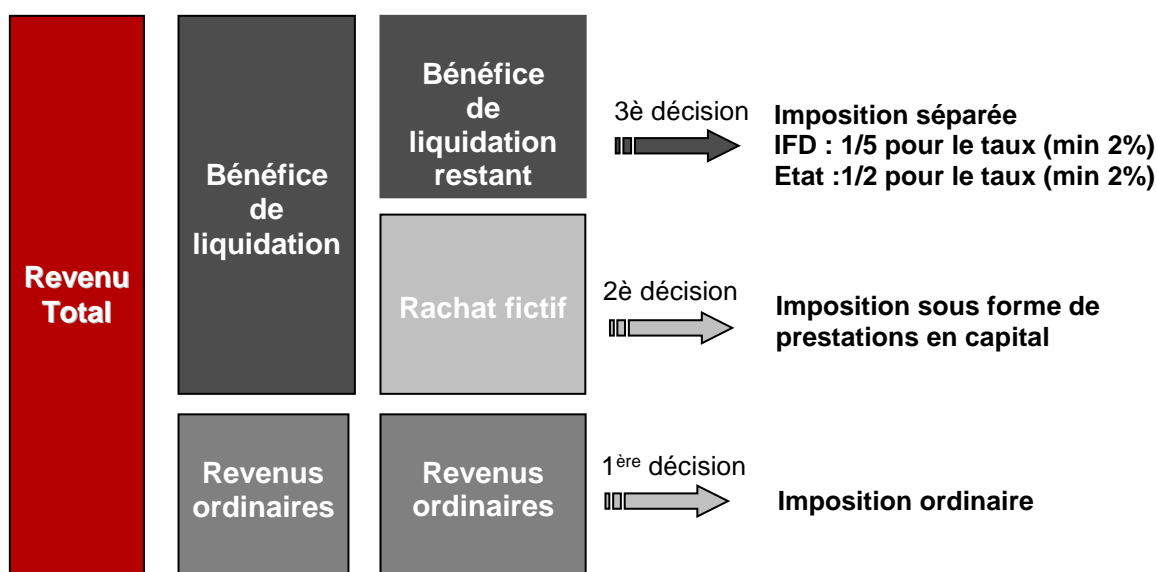 Revenu
Total
Bénéfice
de
liquidation
Revenus
ordinaires
Bénéfice
de
liquidation
restant
Rachat fictif
Revenus
ordinaires
3è décision
Imposition séparée
IFD : 1/5 pour le taux (min 2%)
Etat :1/2 pour le taux (min 2%)
2è décision
Imposition sous forme de
prestations en capital
1ère décision
Imposition ordinaire